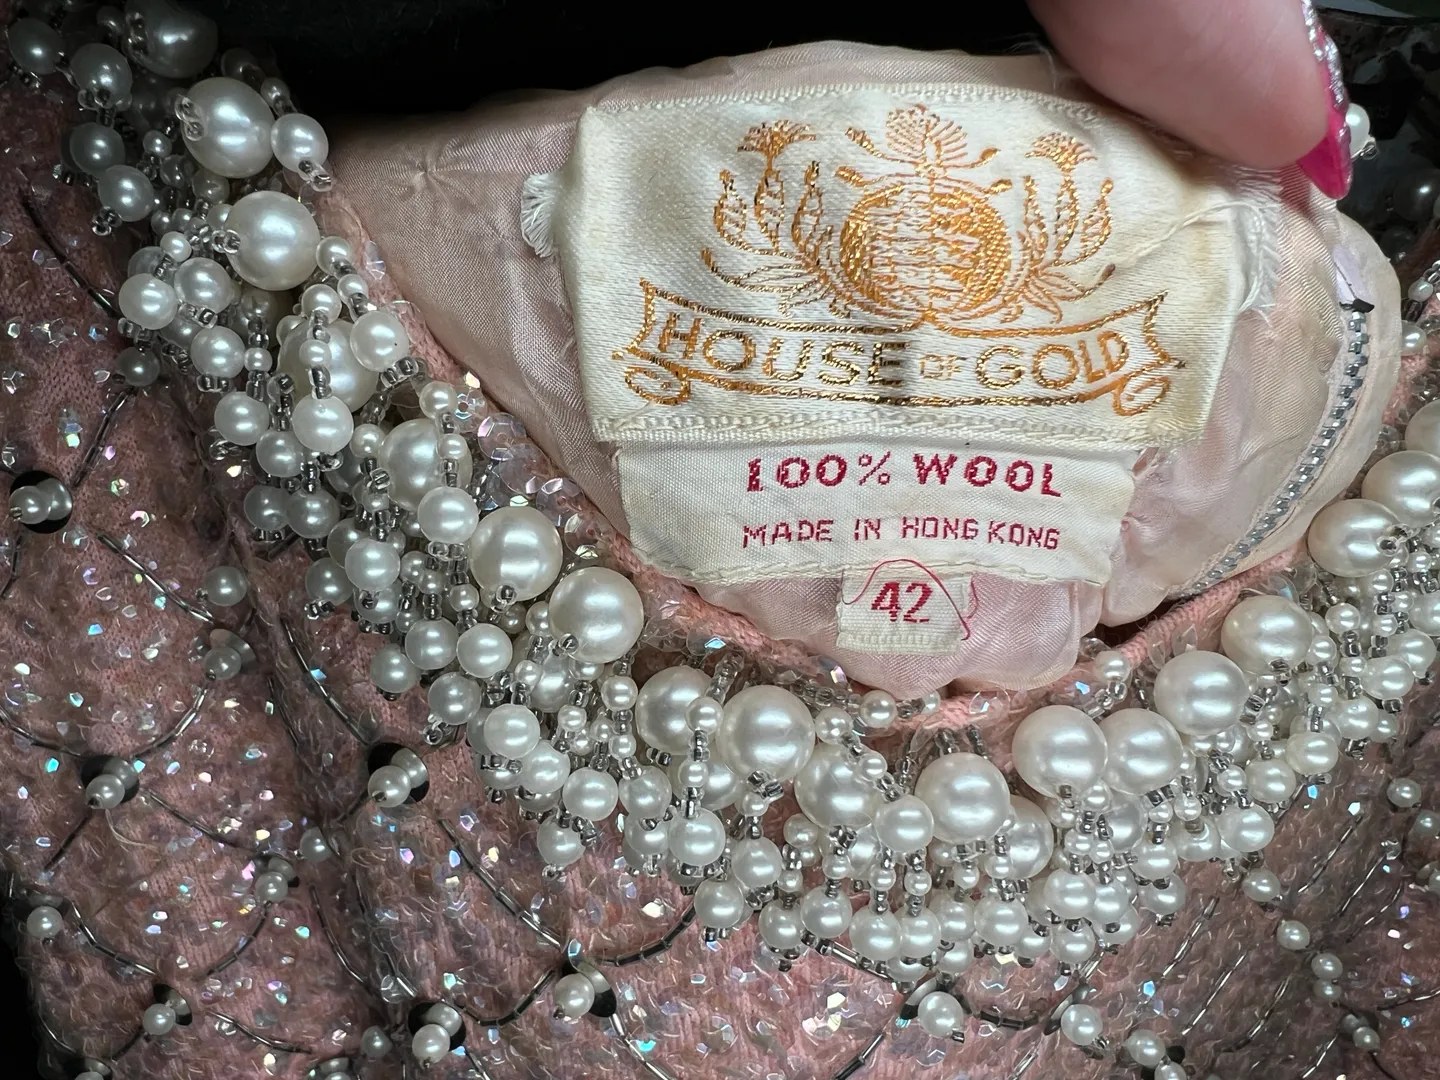 HOUSE OF GOLD
100% WOOL
MADE IN HONG KONG
42